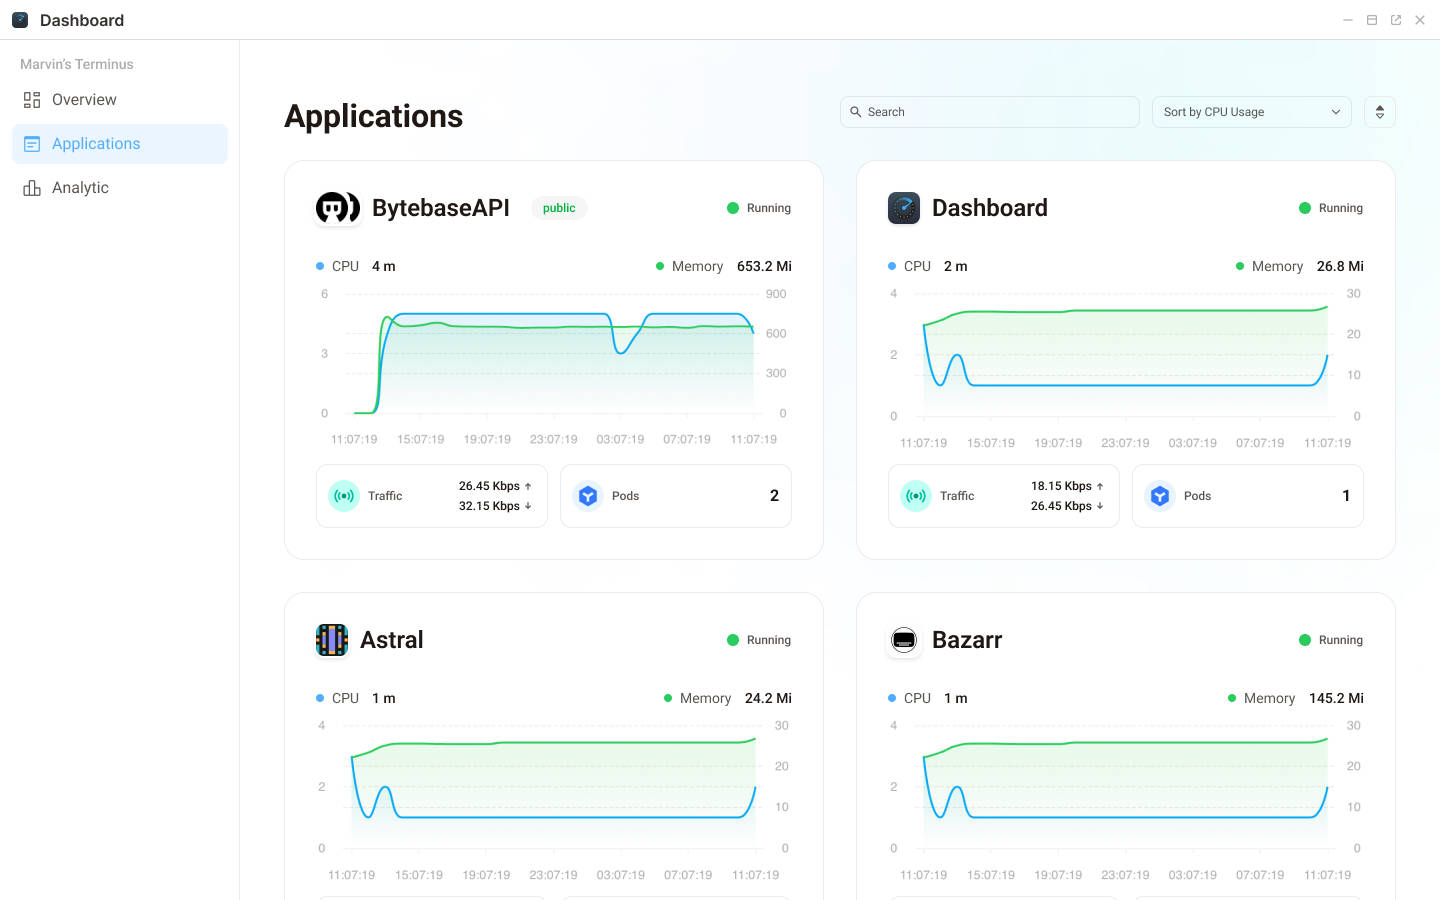 Dashboard
Marvin's Terminus
Overview
Applications
Analytic
Applications
Search
Sort by CPU Usage
BytebaseAPI public Running
CPU 4 m Memory 653.2 Mi
6 900
600
3
300
0 0
11:07:19 15:07:19 19:07:19 23:07:19 03:07:19 07:07:19 11:07:19
Traffic 26.45 Kbps ↑
32.15 Kbps ↓
Pods 2
Dashboard Running
CPU 2 m Memory 26.8 Mi
4 30
20
2
10
0 0
11:07:19 15:07:19 19:07:19 23:07:19 03:07:19 07:07:19 11:07:19
Traffic 18.15 Kbps ↑
26.45 Kbps ↓
Pods 1
Astral Running
CPU 1 m Memory 24.2 Mi
4 30
20
2
10
0 0
11:07:19 15:07:19 19:07:19 23:07:19 03:07:19 07:07:19 11:07:19
Bazarr Running
CPU 1 m Memory 145.2 Mi
4 30
20
2
10
0 0
11:07:19 15:07:19 19:07:19 23:07:19 03:07:19 07:07:19 11:07:19